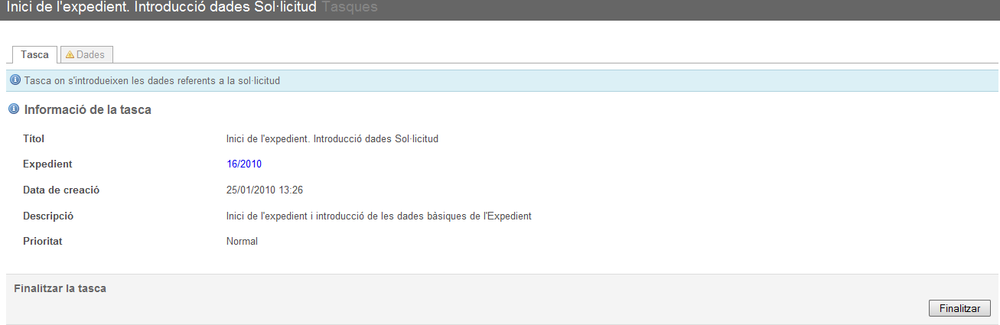 Inici de l'expedient. Introducció dades Sol·licitud Tasques
Tasca Dades
Tasca on s'introdueixen les dades referents a la sol·licitud
Informació de la tasca
Títol Inici de l'expedient. Introducció dades Sol·licitud
Expedient 16/2010
Data de creació 25/01/2010 13:26
Descripció Inici de l'expedient i introducció de les dades bàsiques de l'Expedient
Prioritat Normal
Finalitzar la tasca
Finalitzar